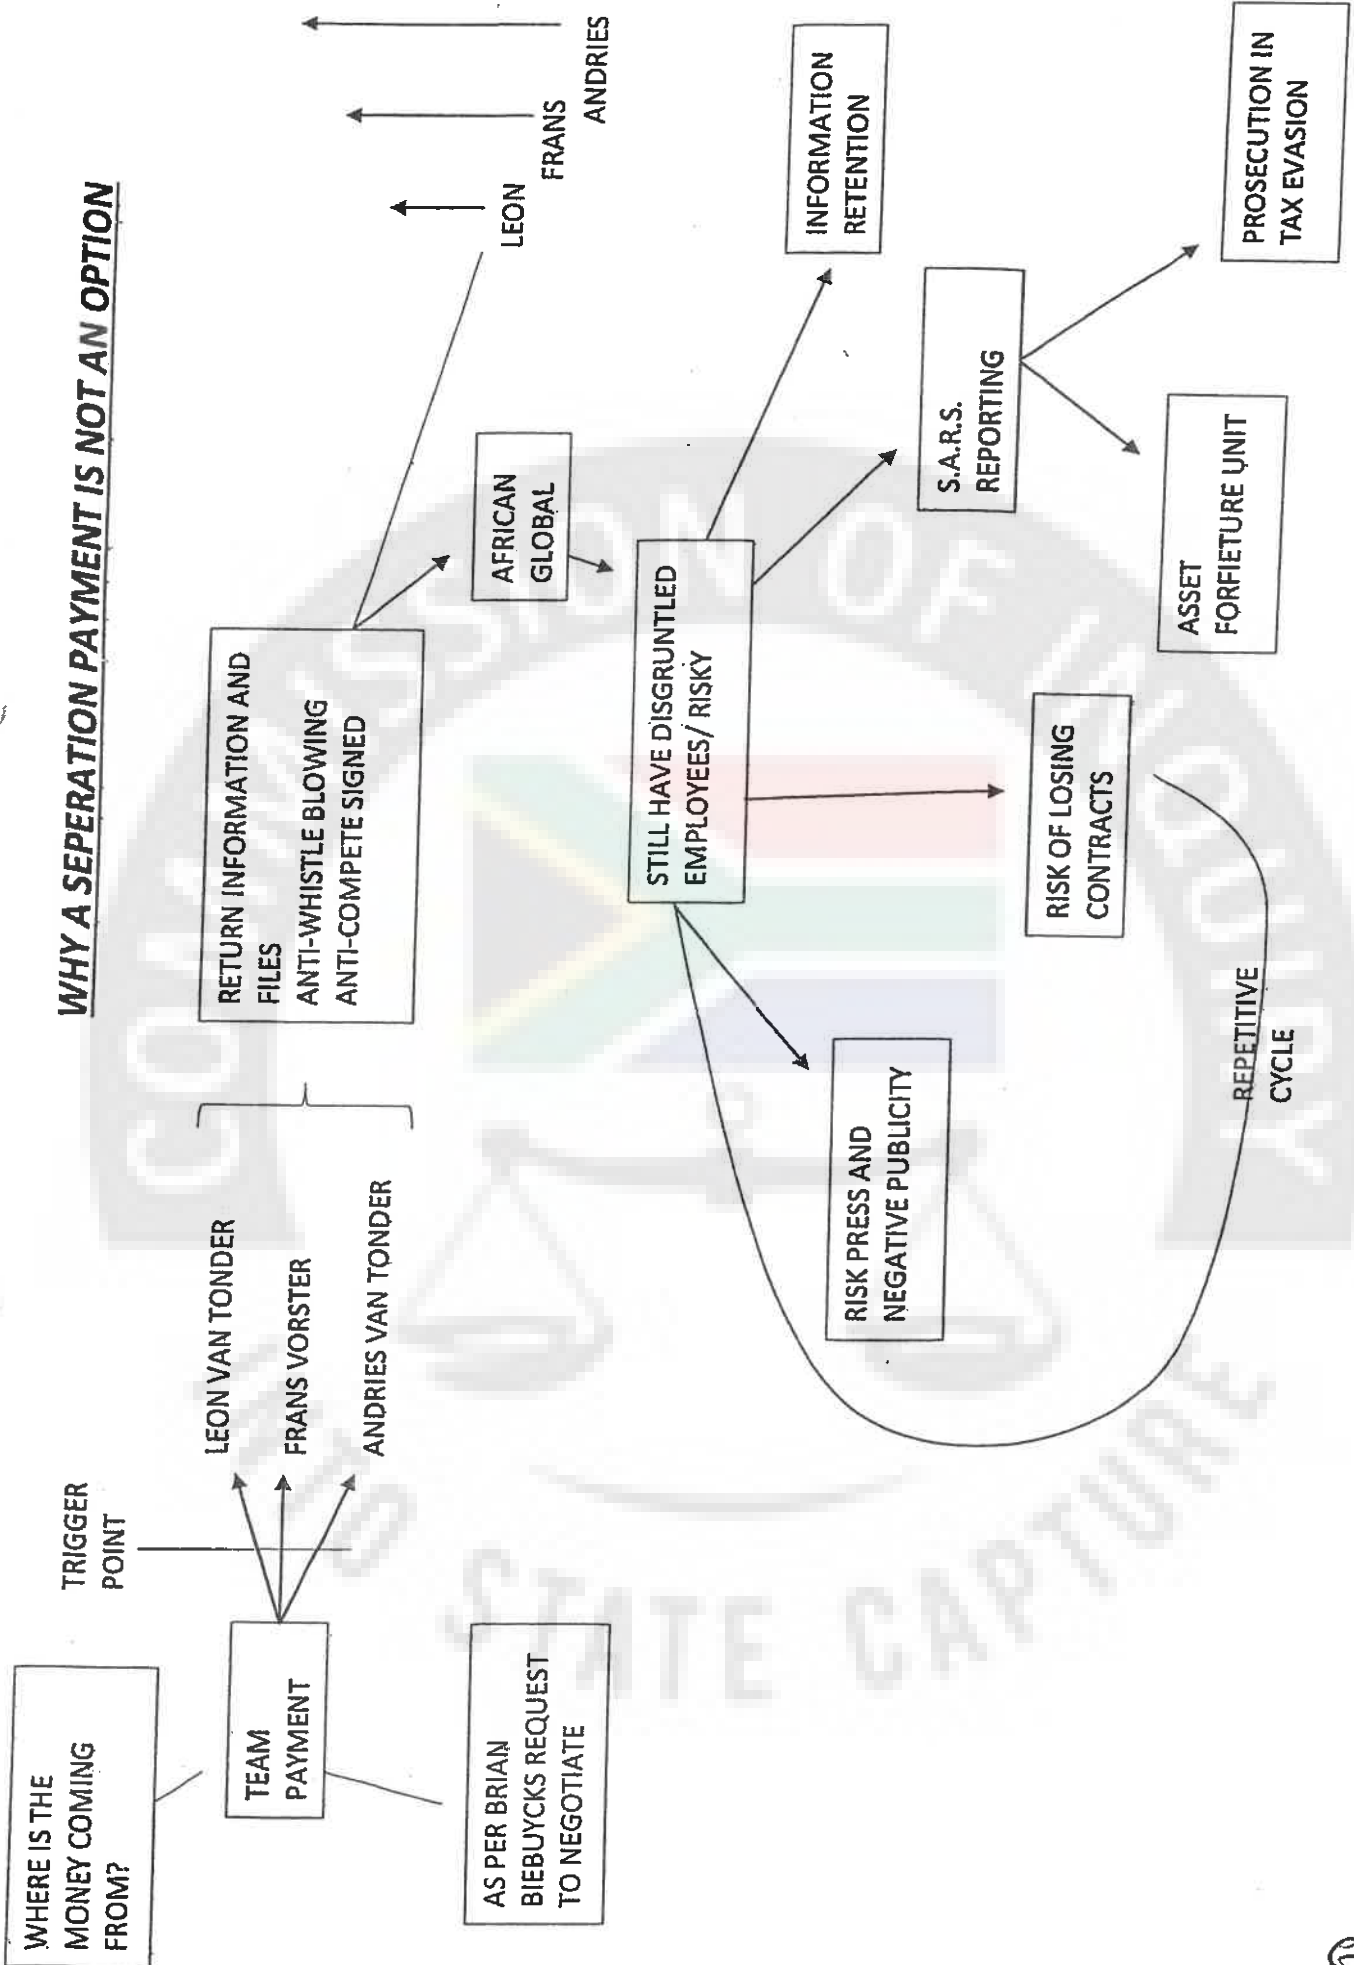 WHY A SEPERATION PAYMENT IS NOT AN OPTION
WHERE IS THE
MONEY COMING
FROM?
TRIGGER
POINT
TEAM
PAYMENT
AS PER BRIAN
BIEBUYCKS REQUEST
TO NEGOTIATE
LEON VAN TONDER
FRANS VORSTER
ANDRIES VAN TONDER
RETURN INFORMATION AND
FILES
ANTI-WHISTLE BLOWING
ANTI-COMPETE SIGNED
LEON
FRANS
ANDRIES
AFRICAN
GLOBAL
STILL HAVE DISGRUNTLED
EMPLOYEES/ RISKY
INFORMATION
RETENTION
RISK PRESS AND
NEGATIVE PUBLICITY
RISK OF LOSING
CONTRACTS
S.A.R.S.
REPORTING
ASSET
FORFIETURE UNIT
PROSECUTION IN
TAX EVASION
REPETITIVE
CYCLE
COMMISSION OF INQUIRY
INTO STATE CAPTURE